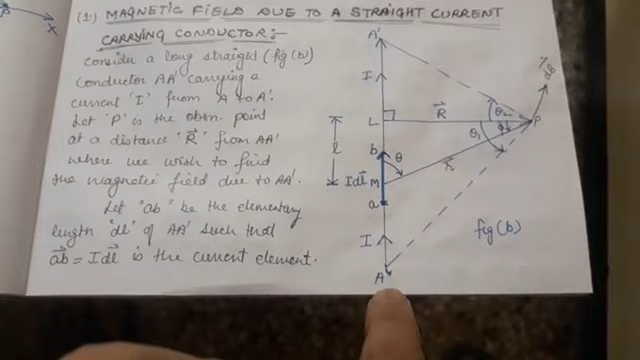 P
X
(1.) MAGNETIC FIELD DUE TO A STRAIGHT CURRENT
CARRYING CONDUCTOR:-
Consider a long straight (fig(b)
conductor AA' carrying a
current 'I' from A to A'.
Let 'P' is the obsn. point
at a distance 'R⃗' from AA'
where we wish to find
the magnetic field due to AA'.
Let "ab" be the elementary
length "dl" of AA' such that
a⃗b = Idl⃗ is the current element.
A'
I
L
R⃗
θ₂
P
dB⃗
l
b
θ
θ₁
ϕ
r⃗
Idl⃗ M
a
I
A
fig (b)